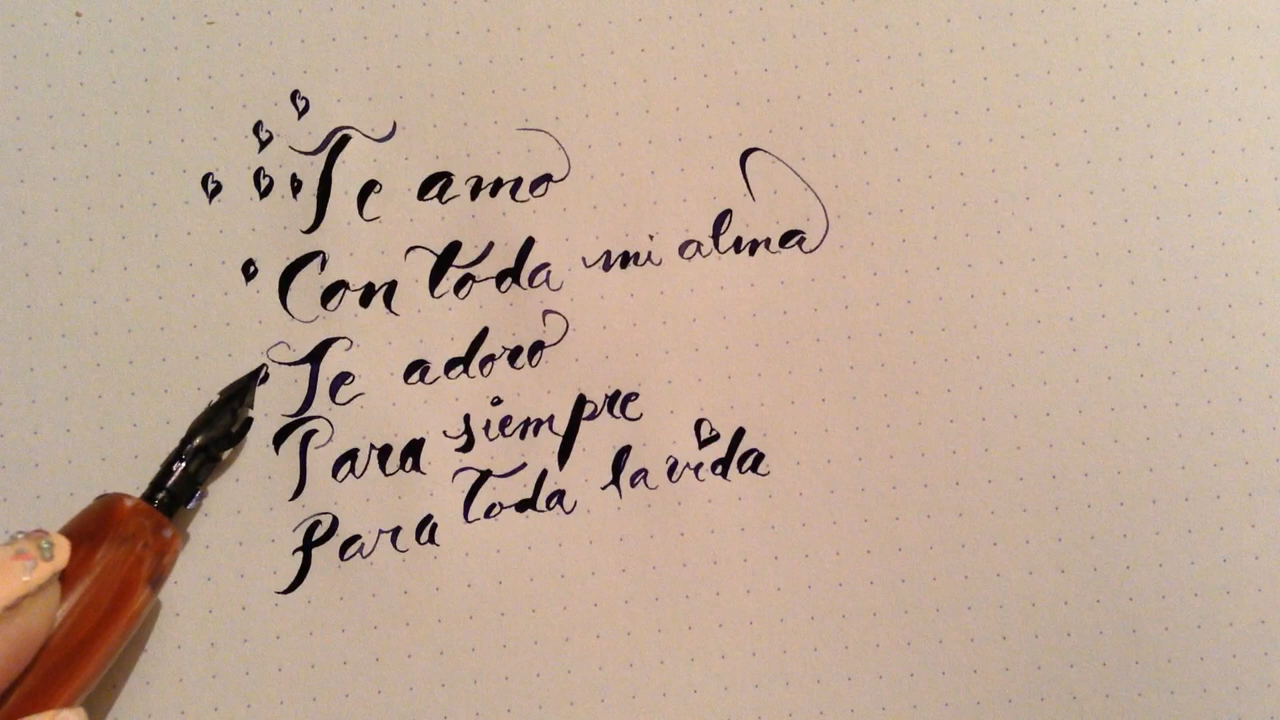 Te amo
Con toda mi alma
Te adoro
Para siempre
Para toda la vida